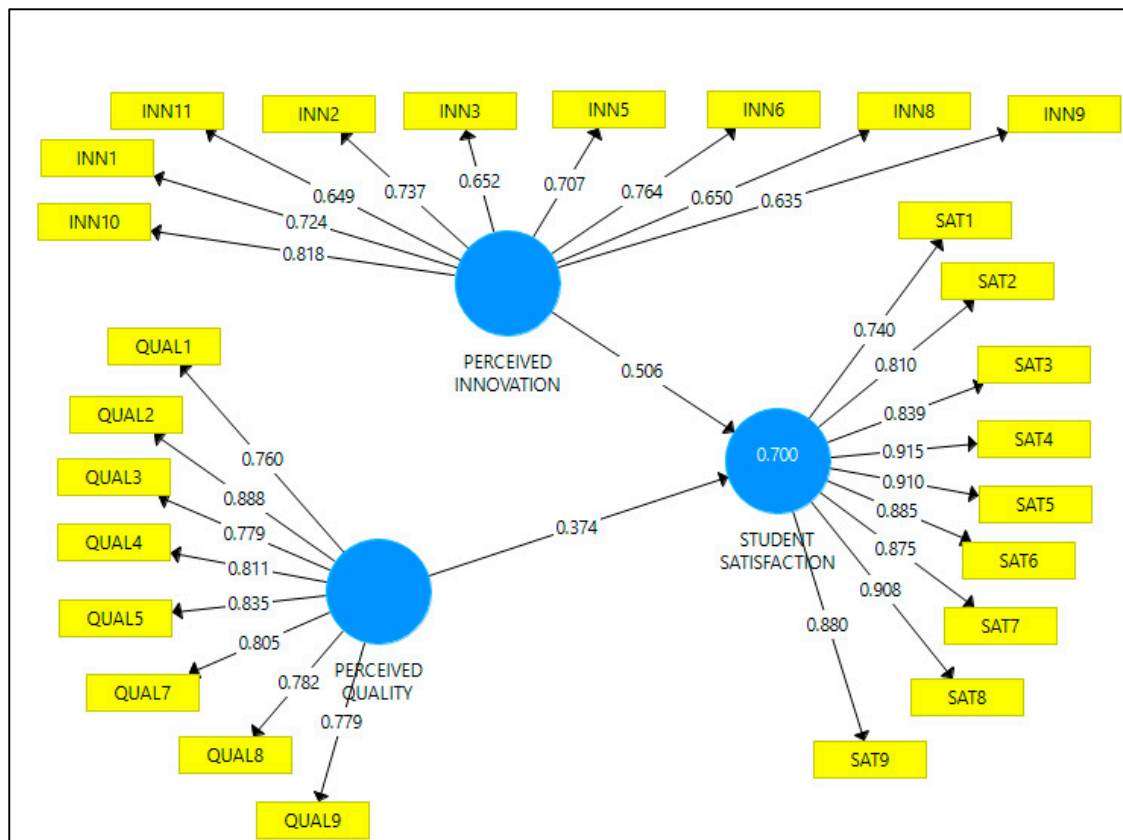 INN11
INN2
INN3
INN5
INN6
INN8
INN9
INN1
INN10
0.649
0.737
0.652
0.707
0.764
0.650
0.635
0.724
0.818
PERCEIVED
INNOVATION
SAT1
SAT2
SAT3
SAT4
SAT5
SAT6
SAT7
SAT8
SAT9
0.740
0.810
0.839
0.915
0.910
0.885
0.875
0.908
0.880
0.506
0.700
STUDENT
SATISFACTION
0.374
QUAL1
QUAL2
QUAL3
QUAL4
QUAL5
QUAL7
QUAL8
QUAL9
0.760
0.888
0.779
0.811
0.835
0.805
0.782
0.779
PERCEIVED
QUALITY